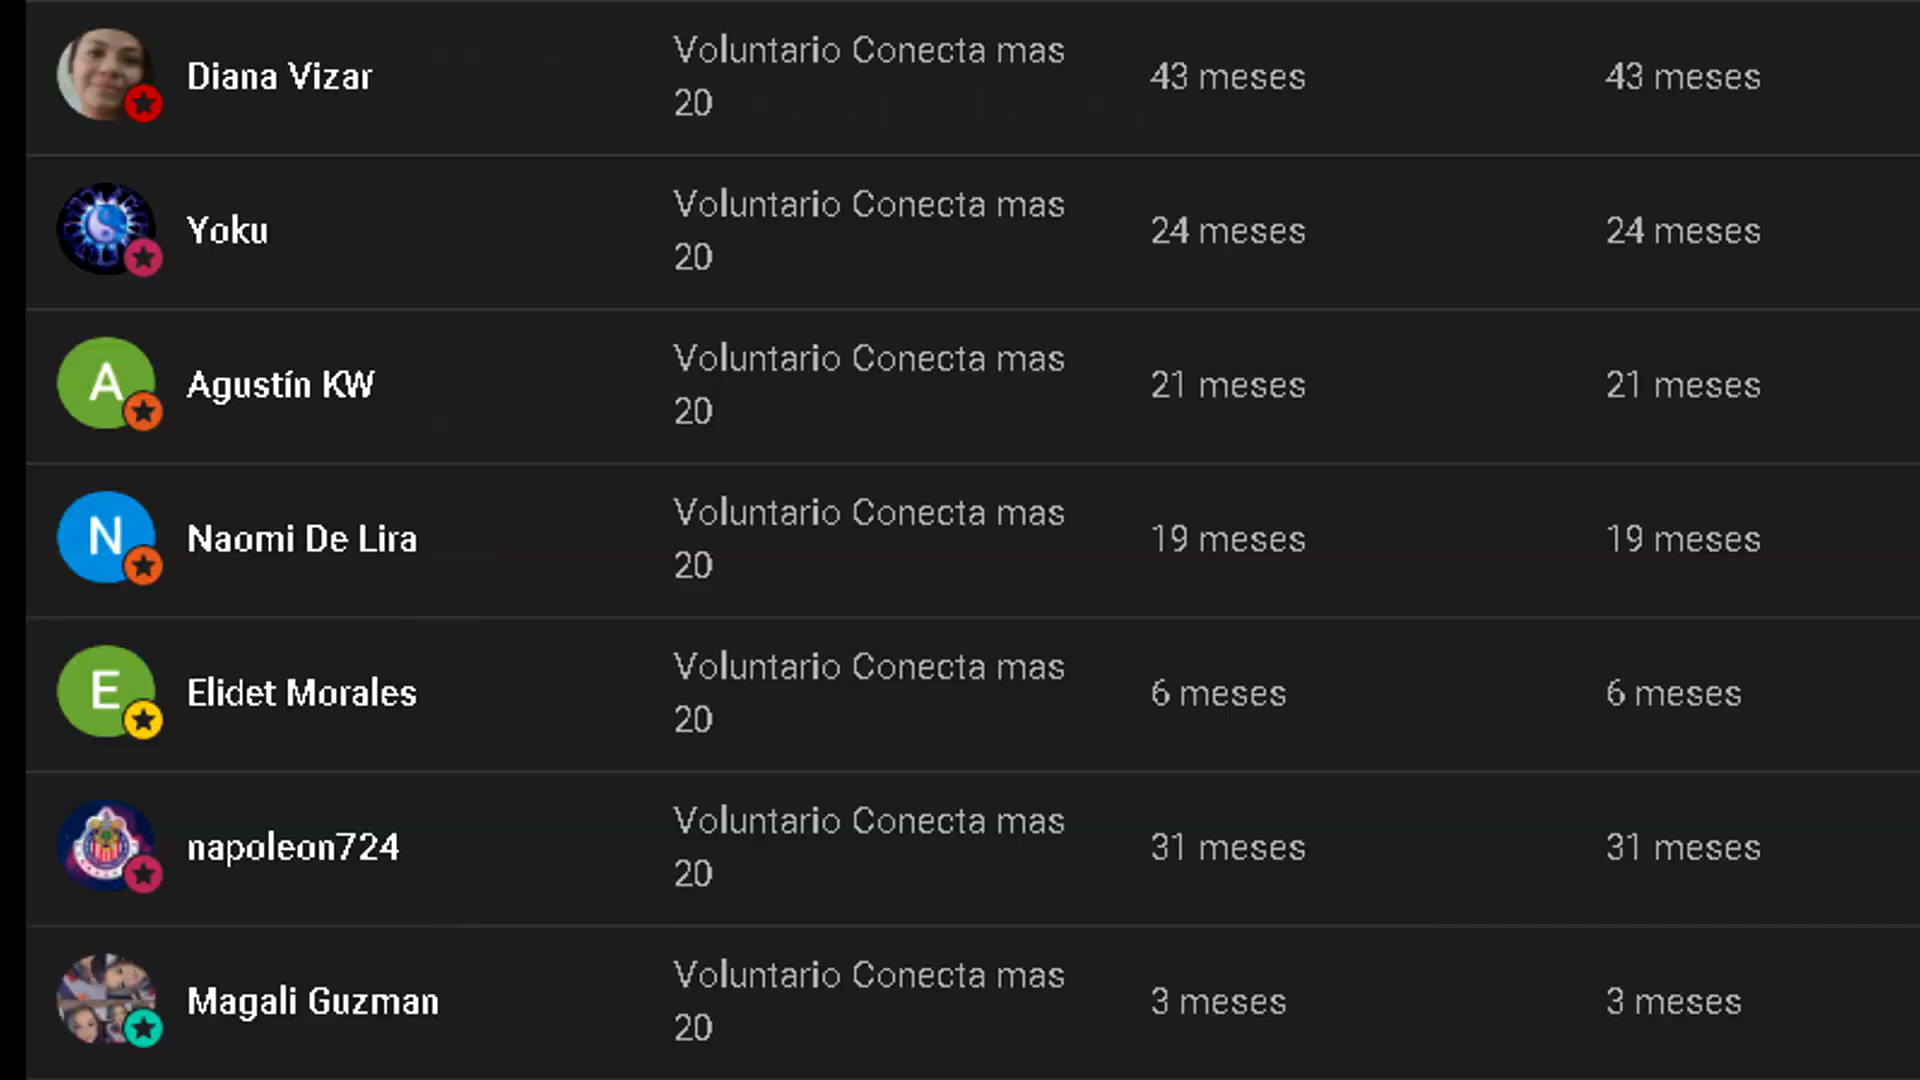 Diana Vizar
Voluntario Conecta mas
20
43 meses
43 meses
Yoku
Voluntario Conecta mas
20
24 meses
24 meses
A
Agustín KW
Voluntario Conecta mas
20
21 meses
21 meses
N
Naomi De Lira
Voluntario Conecta mas
20
19 meses
19 meses
E
Elidet Morales
Voluntario Conecta mas
20
6 meses
6 meses
napoleon724
Voluntario Conecta mas
20
31 meses
31 meses
Magali Guzman
Voluntario Conecta mas
20
3 meses
3 meses